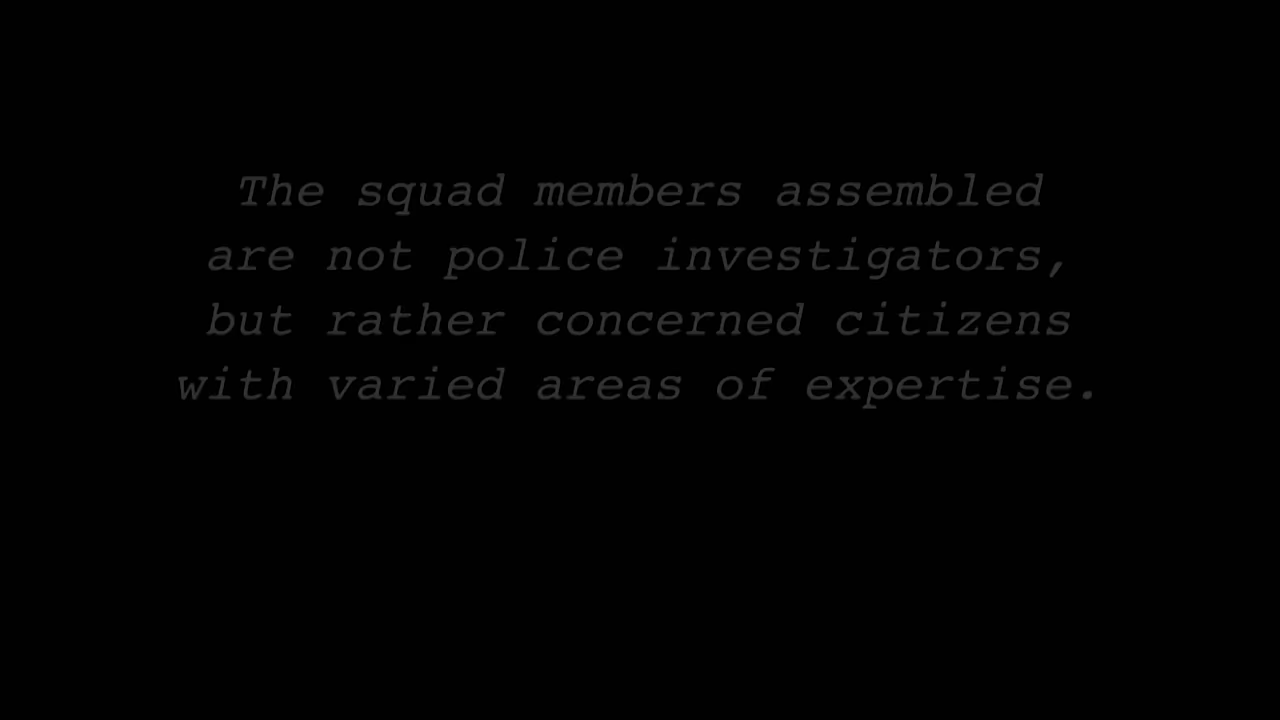 The squad members assembled
are not police investigators,
but rather concerned citizens
with varied areas of expertise.